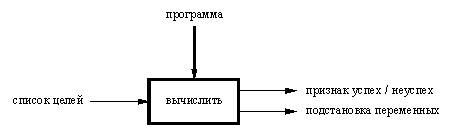 программа
список целей
вычислить
признак успех / неуспех
подстановка переменных